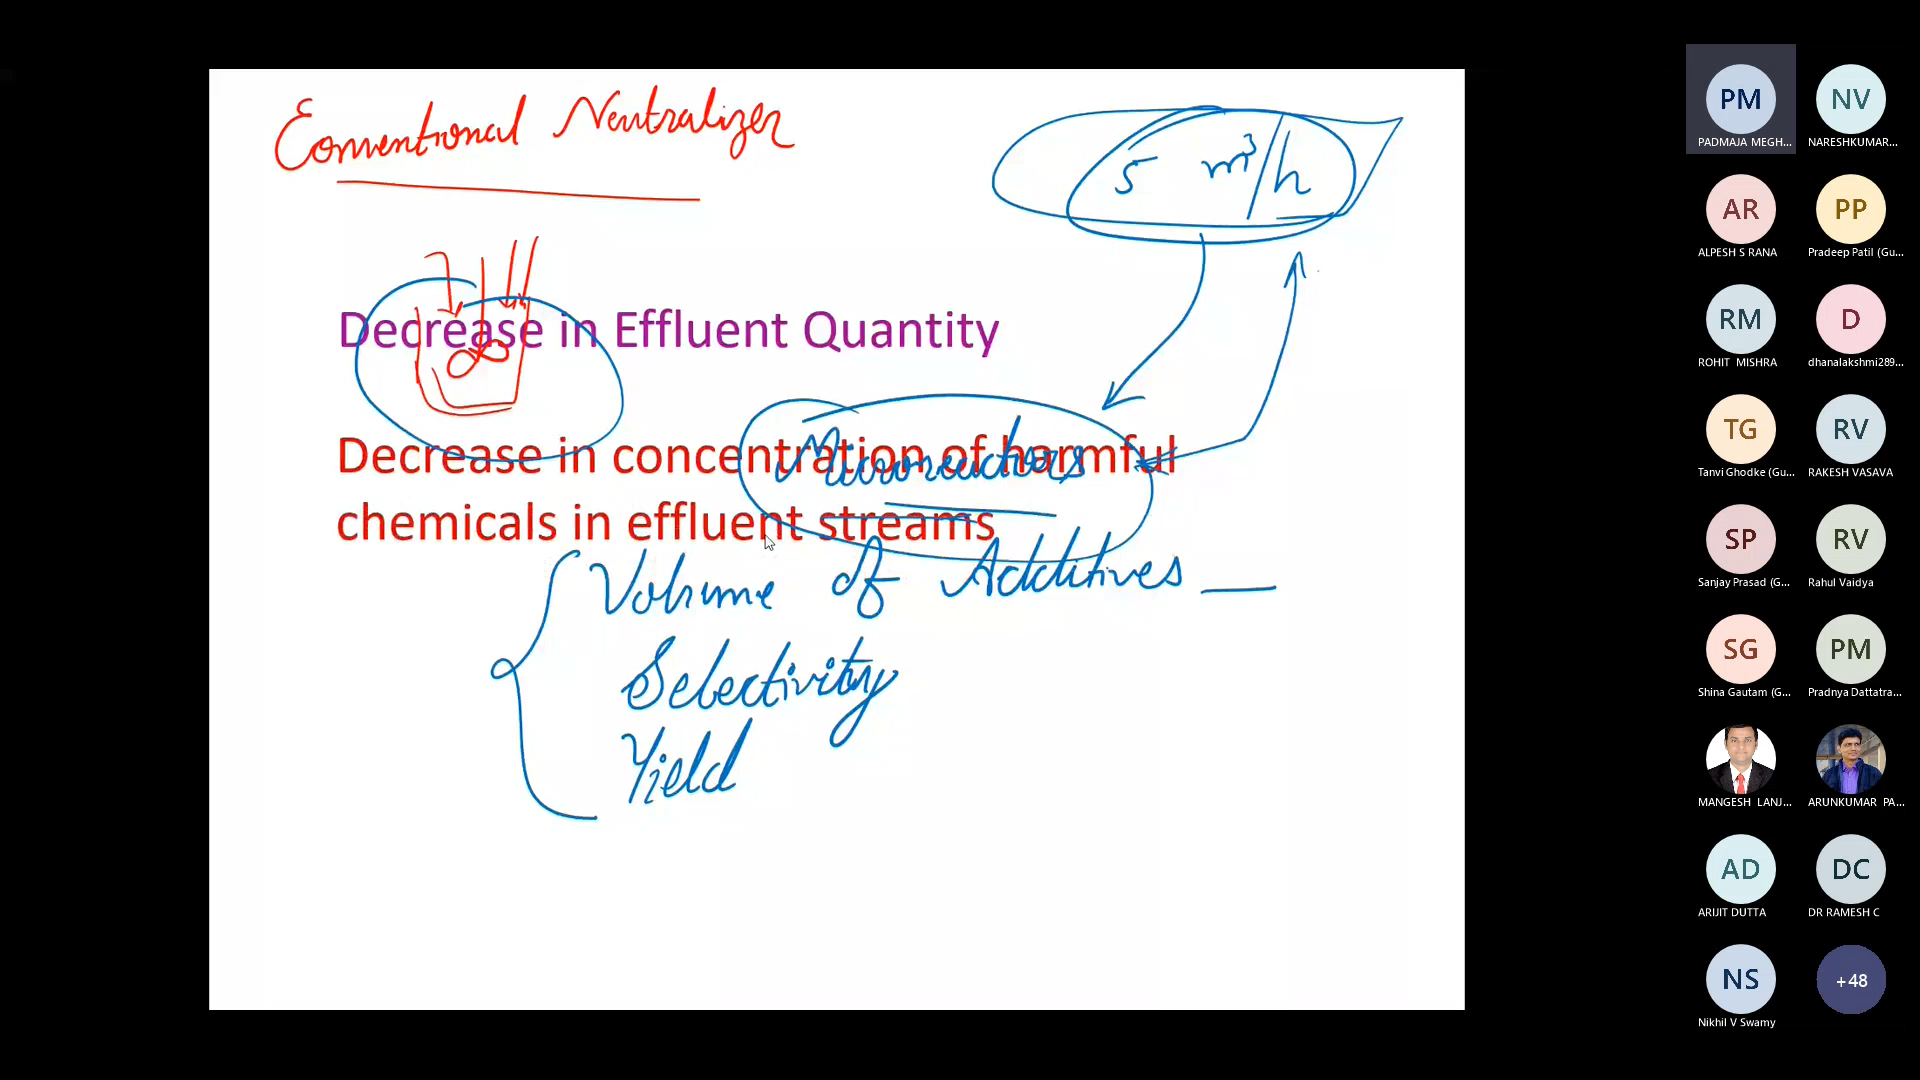 Conventional Neutralizer
5 m³/h
Decrease in Effluent Quantity
Decrease in concentration of harmful
chemicals in effluent streams
Microreactors
Volume of Additives
Selectivity
Yield
PM
PADMAJA MEGH...
NV
NARESHKUMAR...
AR
ALPESH S RANA
PP
Pradeep Patil (Gu...
RM
ROHIT MISHRA
D
dhanalakshmi289...
TG
Tanvi Ghodke (Gu...
RV
RAKESH VASAVA
SP
Sanjay Prasad (G...
RV
Rahul Vaidya
SG
Shina Gautam (G...
PM
Pradnya Dattatra...
MANGESH LANJ...
ARUNKUMAR PA...
AD
ARIJIT DUTTA
DC
DR RAMESH C
NS
Nikhil V Swamy
+48